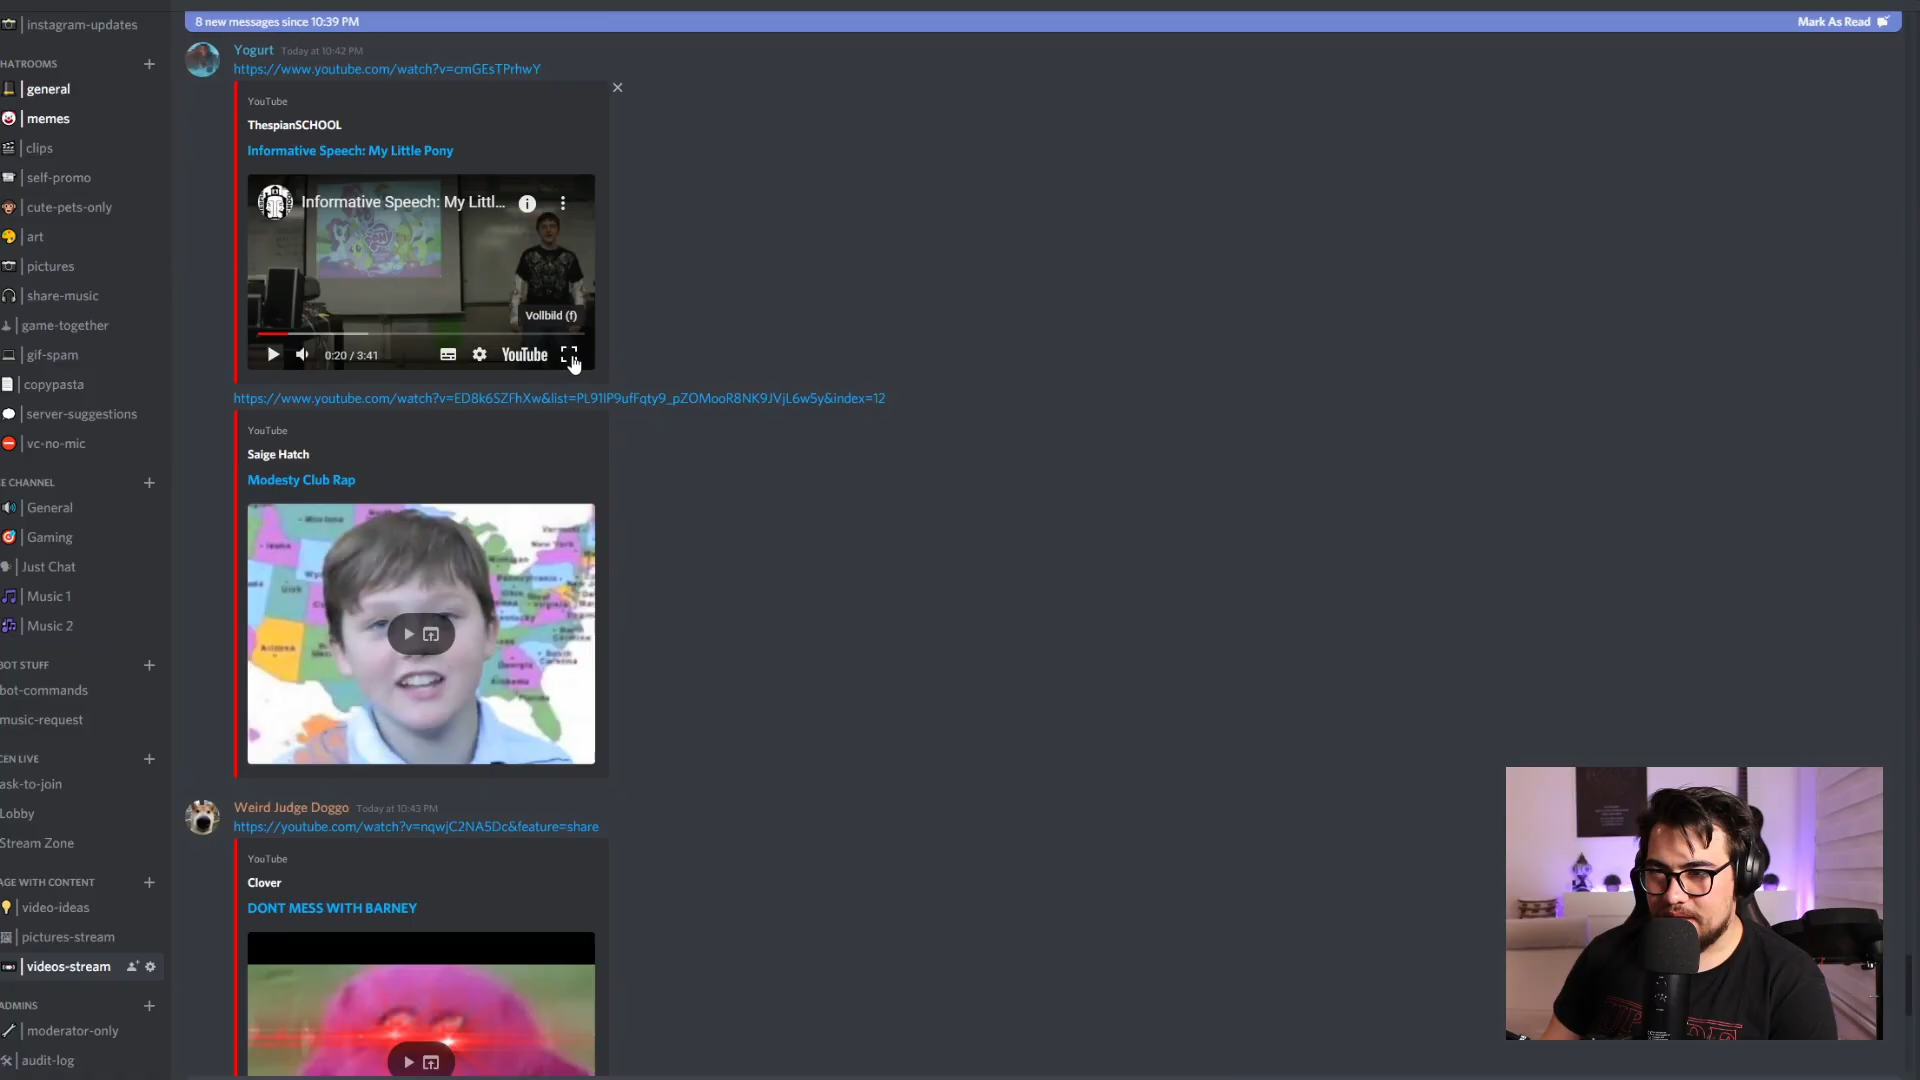 instagram-updates
HATROOMS
general
memes
clips
self-promo
cute-pets-only
art
pictures
share-music
game-together
gif-spam
copypasta
server-suggestions
vc-no-mic
E CHANNEL
General
Gaming
Just Chat
Music 1
Music 2
BOT STUFF
bot-commands
music-request
CEN LIVE
ask-to-join
Lobby
Stream Zone
AGE WITH CONTENT
video-ideas
pictures-stream
videos-stream
ADMINS
moderator-only
audit-log
8 new messages since 10:39 PM
Mark As Read
Yogurt Today at 10:42 PM
https://www.youtube.com/watch?v=cmGEsTPrhwY
YouTube
ThespianSCHOOL
Informative Speech: My Little Pony
Informative Speech: My Littl...
Vollbild (f)
0:20 / 3:41
YouTube
https://www.youtube.com/watch?v=ED8k6SZFhXw&list=PL91lP9ufFqty9_pZOMooR8NK9JVjL6w5y&index=12
YouTube
Saige Hatch
Modesty Club Rap
Weird Judge Doggo Today at 10:43 PM
https://youtube.com/watch?v=nqwjC2NA5Dc&feature=share
YouTube
Clover
DONT MESS WITH BARNEY